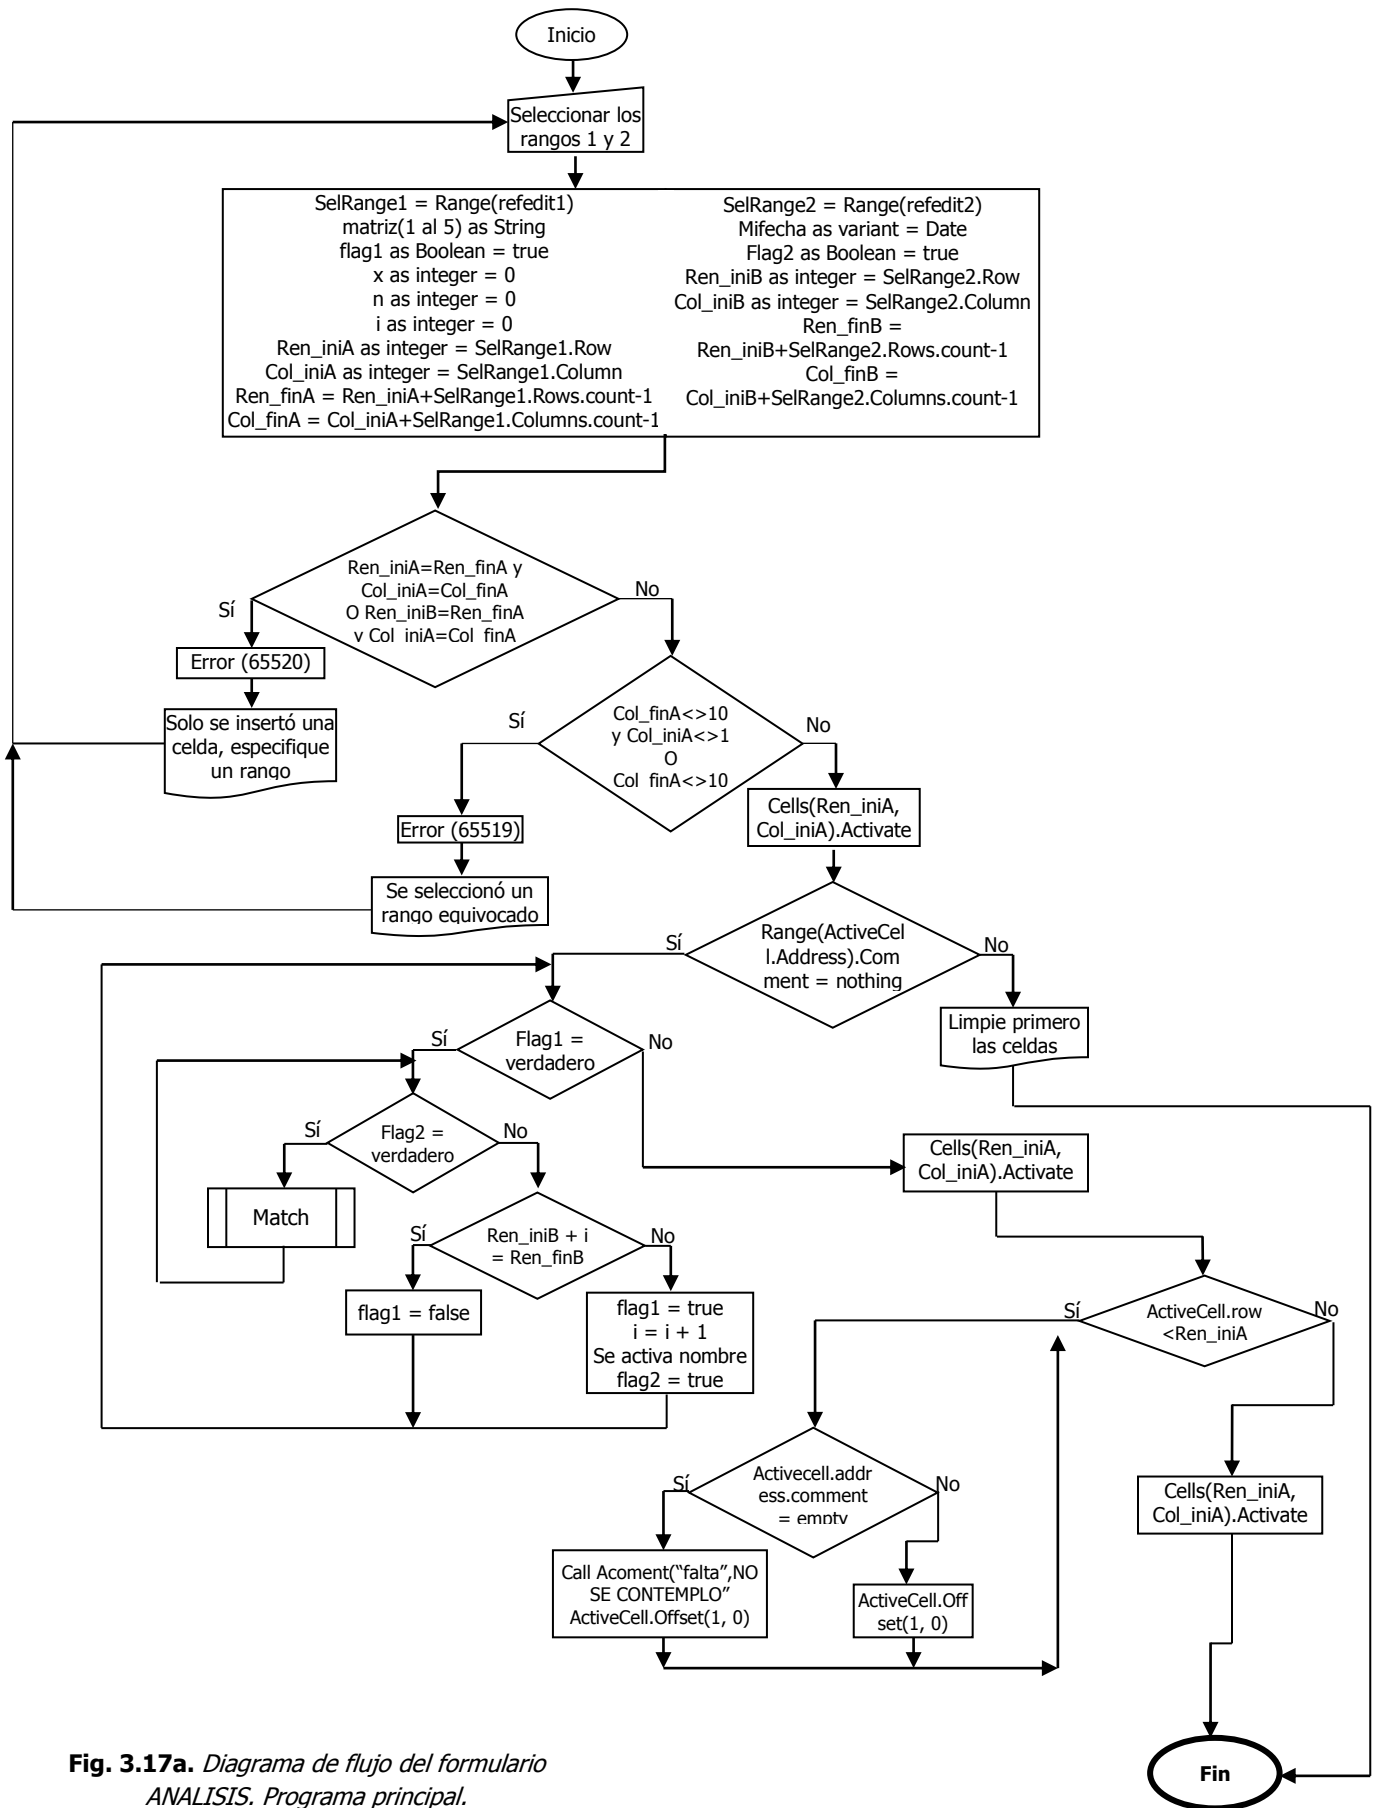 Inicio
Seleccionar los
rangos 1 y 2
SelRange1 = Range(refedit1)
matriz(1 al 5) as String
flag1 as Boolean = true
x as integer = 0
n as integer = 0
i as integer = 0
Ren_iniA as integer = SelRange1.Row
Col_iniA as integer = SelRange1.Column
Ren_finA = Ren_iniA+SelRange1.Rows.count-1
Col_finA = Col_iniA+SelRange1.Columns.count-1
SelRange2 = Range(refedit2)
Mifecha as variant = Date
Flag2 as Boolean = true
Ren_iniB as integer = SelRange2.Row
Col_iniB as integer = SelRange2.Column
Ren_finB =
Ren_iniB+SelRange2.Rows.count-1
Col_finB =
Col_iniB+SelRange2.Columns.count-1
Ren_iniA=Ren_finA y
Col_iniA=Col_finA
O Ren_iniB=Ren_finA
y Col_iniA=Col_finA
Sí
No
Error (65520)
Solo se insertó una
celda, especifique
un rango
Col_finA<>10
y Col_iniA<>1
O
Col_finA<>10
Sí
No
Error (65519)
Se seleccionó un
rango equivocado
Cells(Ren_iniA,
Col_iniA).Activate
Range(ActiveCel
l.Address).Com
ment = nothing
Sí
No
Limpie primero
las celdas
Flag1 =
verdadero
Sí
No
Flag2 =
verdadero
Sí
No
Match
Cells(Ren_iniA,
Col_iniA).Activate
Ren_iniB + i
= Ren_finB
Sí
No
flag1 = false
flag1 = true
i = i + 1
Se activa nombre
flag2 = true
ActiveCell.row
<Ren_iniA
Sí
No
Activecell.addr
ess.comment
= empty
Sí
No
Call Acoment(“falta”,NO
SE CONTEMPLO”
ActiveCell.Offset(1, 0)
ActiveCell.Off
set(1, 0)
Cells(Ren_iniA,
Col_iniA).Activate
Fin
Fig. 3.17a. Diagrama de flujo del formulario
ANALISIS. Programa principal.